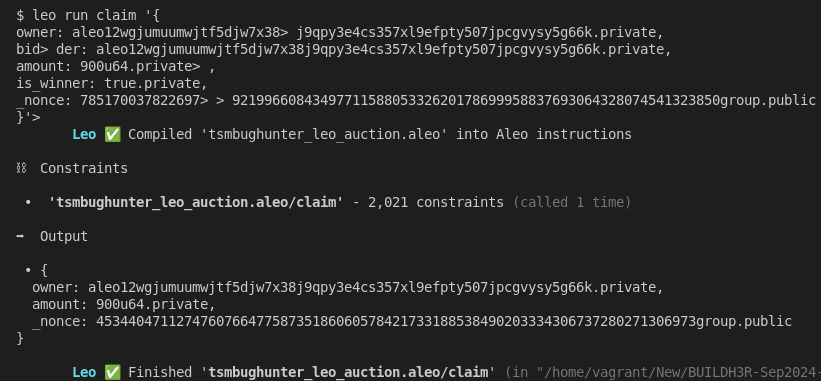 $ leo run claim '{
owner: aleo12wgjumuumwjtf5djw7x38> j9qpy3e4cs357xl9efpty507jpcgvysy5g66k.private,
bid> der: aleo12wgjumuumwjtf5djw7x38j9qpy3e4cs357xl9efpty507jpcgvysy5g66k.private,
amount: 900u64.private> ,
is_winner: true.private,
_nonce: 785170037822697> > 92199660843497711588053326201786999588376930643280745413238​50group.public
}'>
Leo ✅ Compiled 'tsmbughunter_leo_auction.aleo' into Aleo instructions
⛓ Constraints
• 'tsmbughunter_leo_auction.aleo/claim' - 2,021 constraints (called 1 time)
➡ Output
• {
owner: aleo12wgjumuumwjtf5djw7x38j9qpy3e4cs357xl9efpty507jpcgvysy5g66k.private,
amount: 900u64.private,
_nonce: 453440471127476076647758735186060578421733188538490203334306737280271306973group.public
}
Leo ✅ Finished 'tsmbughunter_leo_auction.aleo/claim' (in "/home/vagrant/New/BUILDH3R-Sep2024-